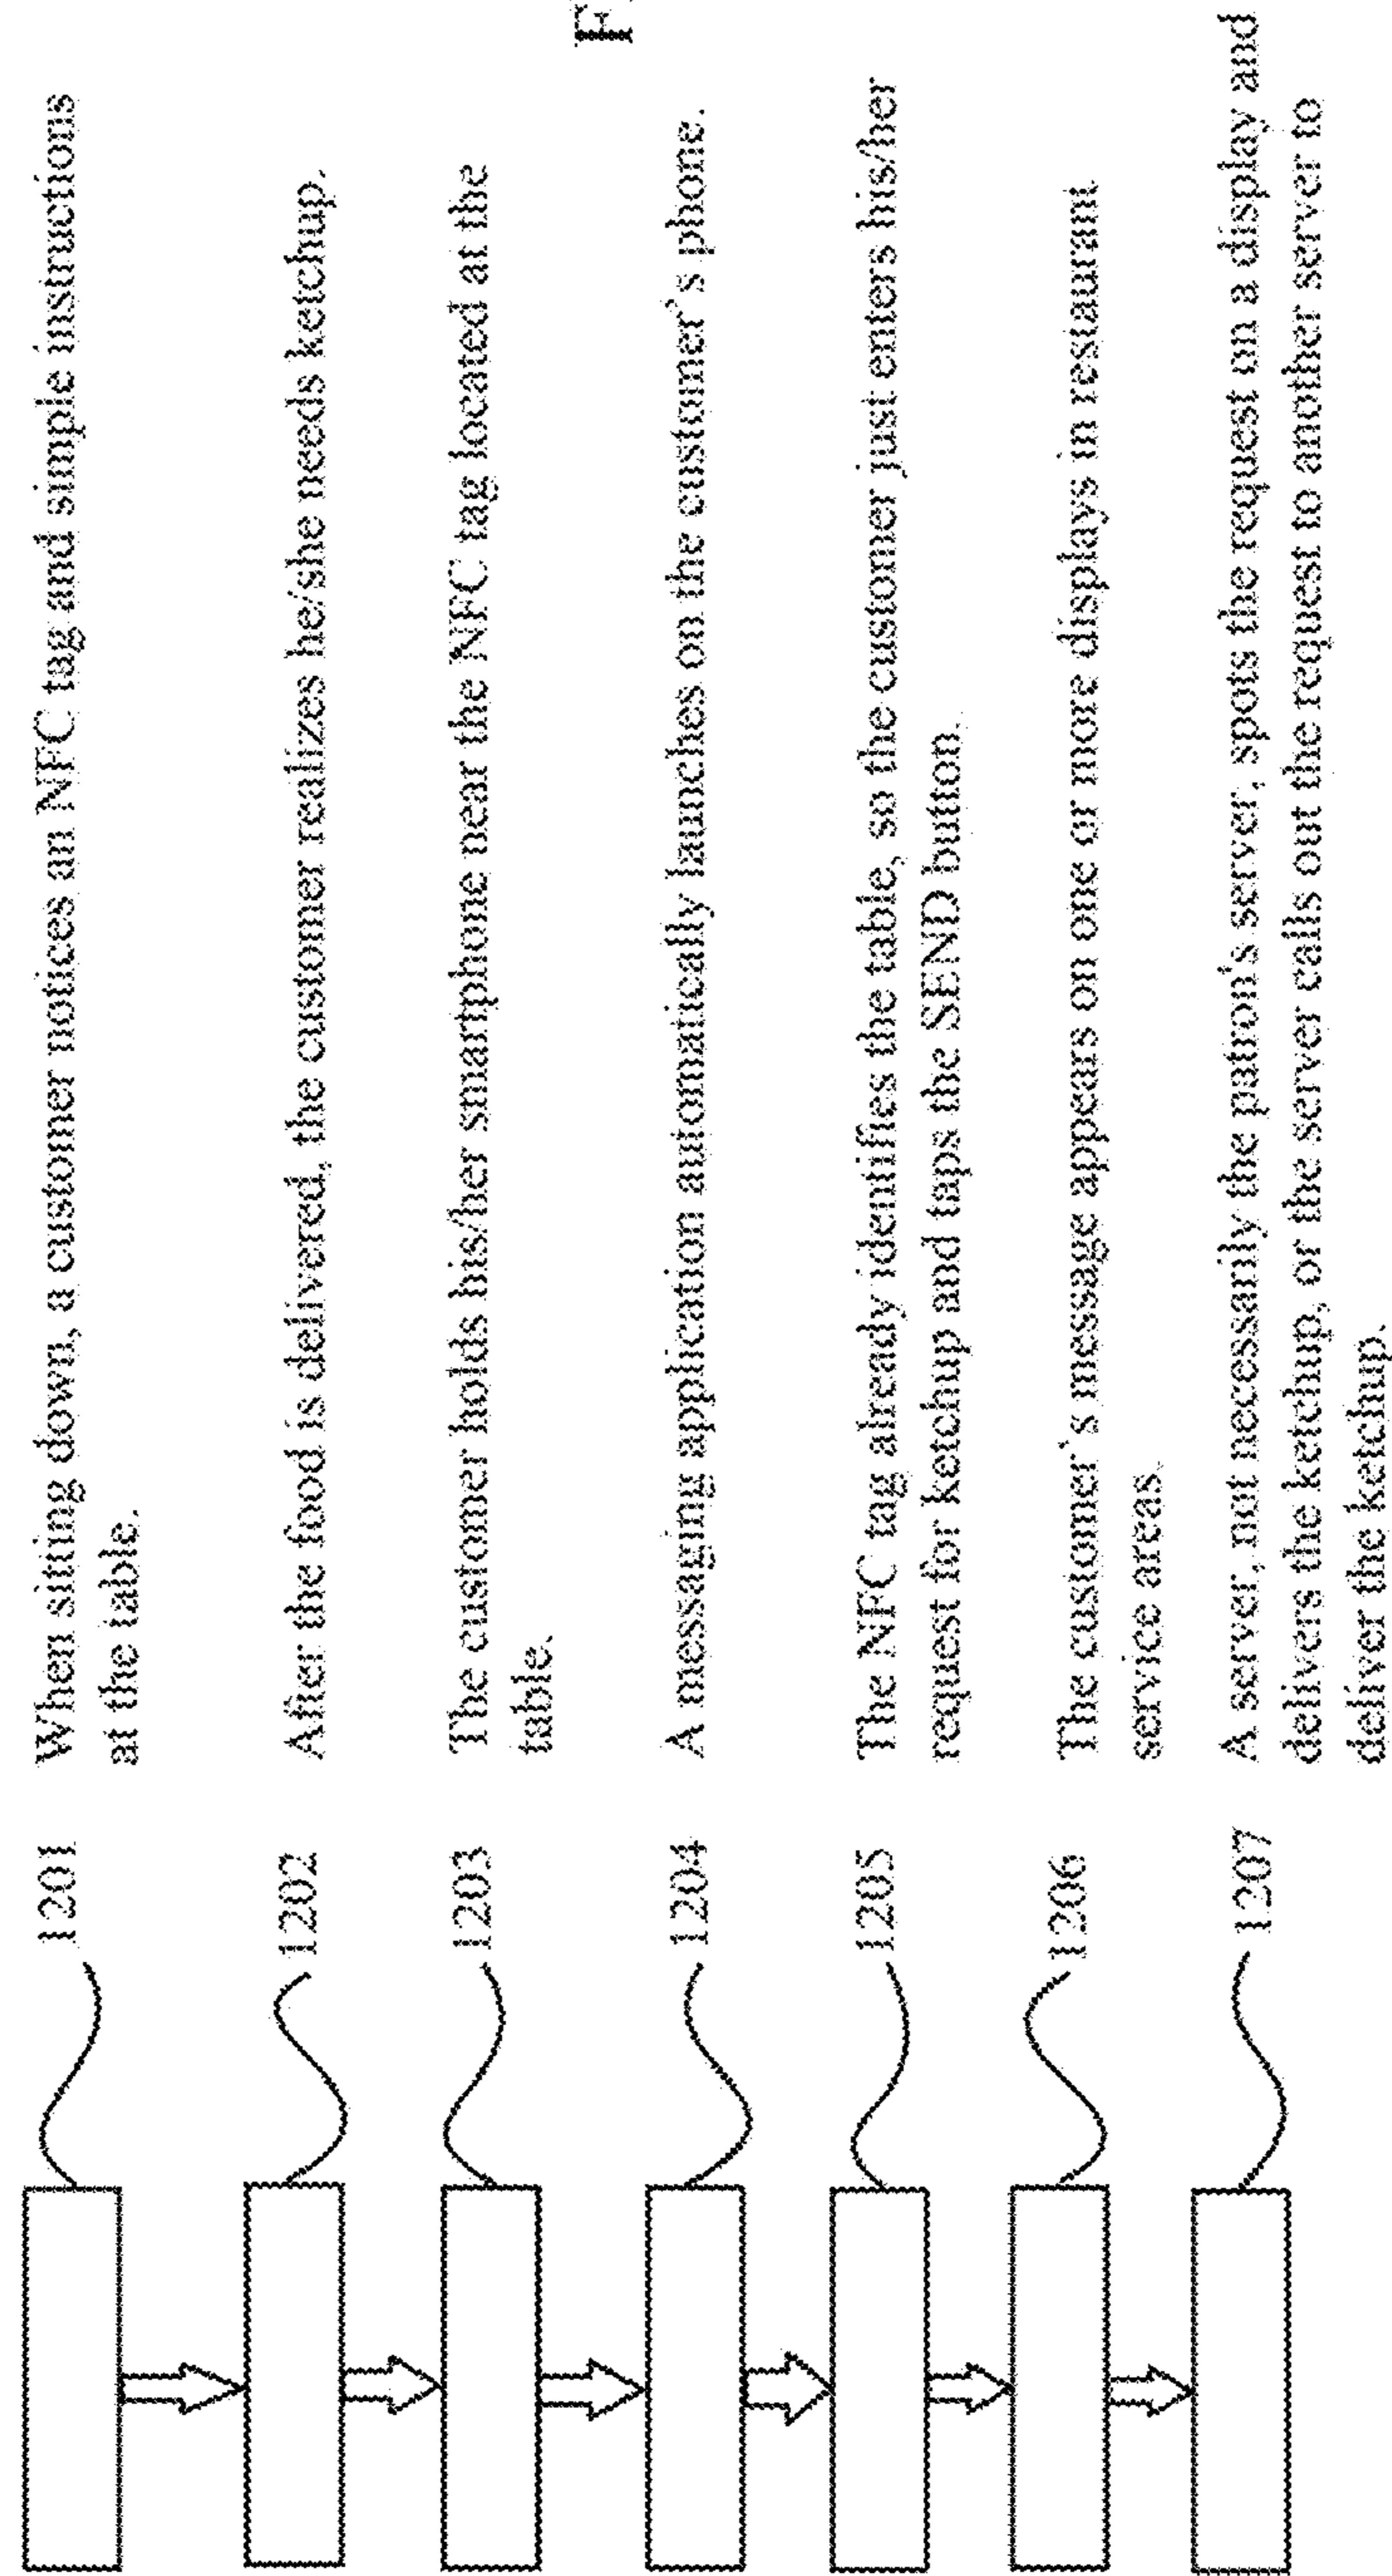 1201
When sitting down, a customer notices an NFC tag and simple instructions
at the table.
1202
After the food is delivered, the customer realizes he/she needs ketchup.
1203
The customer holds his/her smartphone near the NFC tag located at the
table.
1204
A messaging application automatically launches on the customer`s phone.
1205
The NFC tag already identifies the table, so the customer just enters his/her
request for ketchup and taps the SEND button.
1206
The customer`s message appears on one or more displays in restaurant
service areas.
1207
A server, not necessarily the patron's server, spots the request on a display and
delivers the ketchup, or the server calls out the request to another server to
deliver the ketchup.